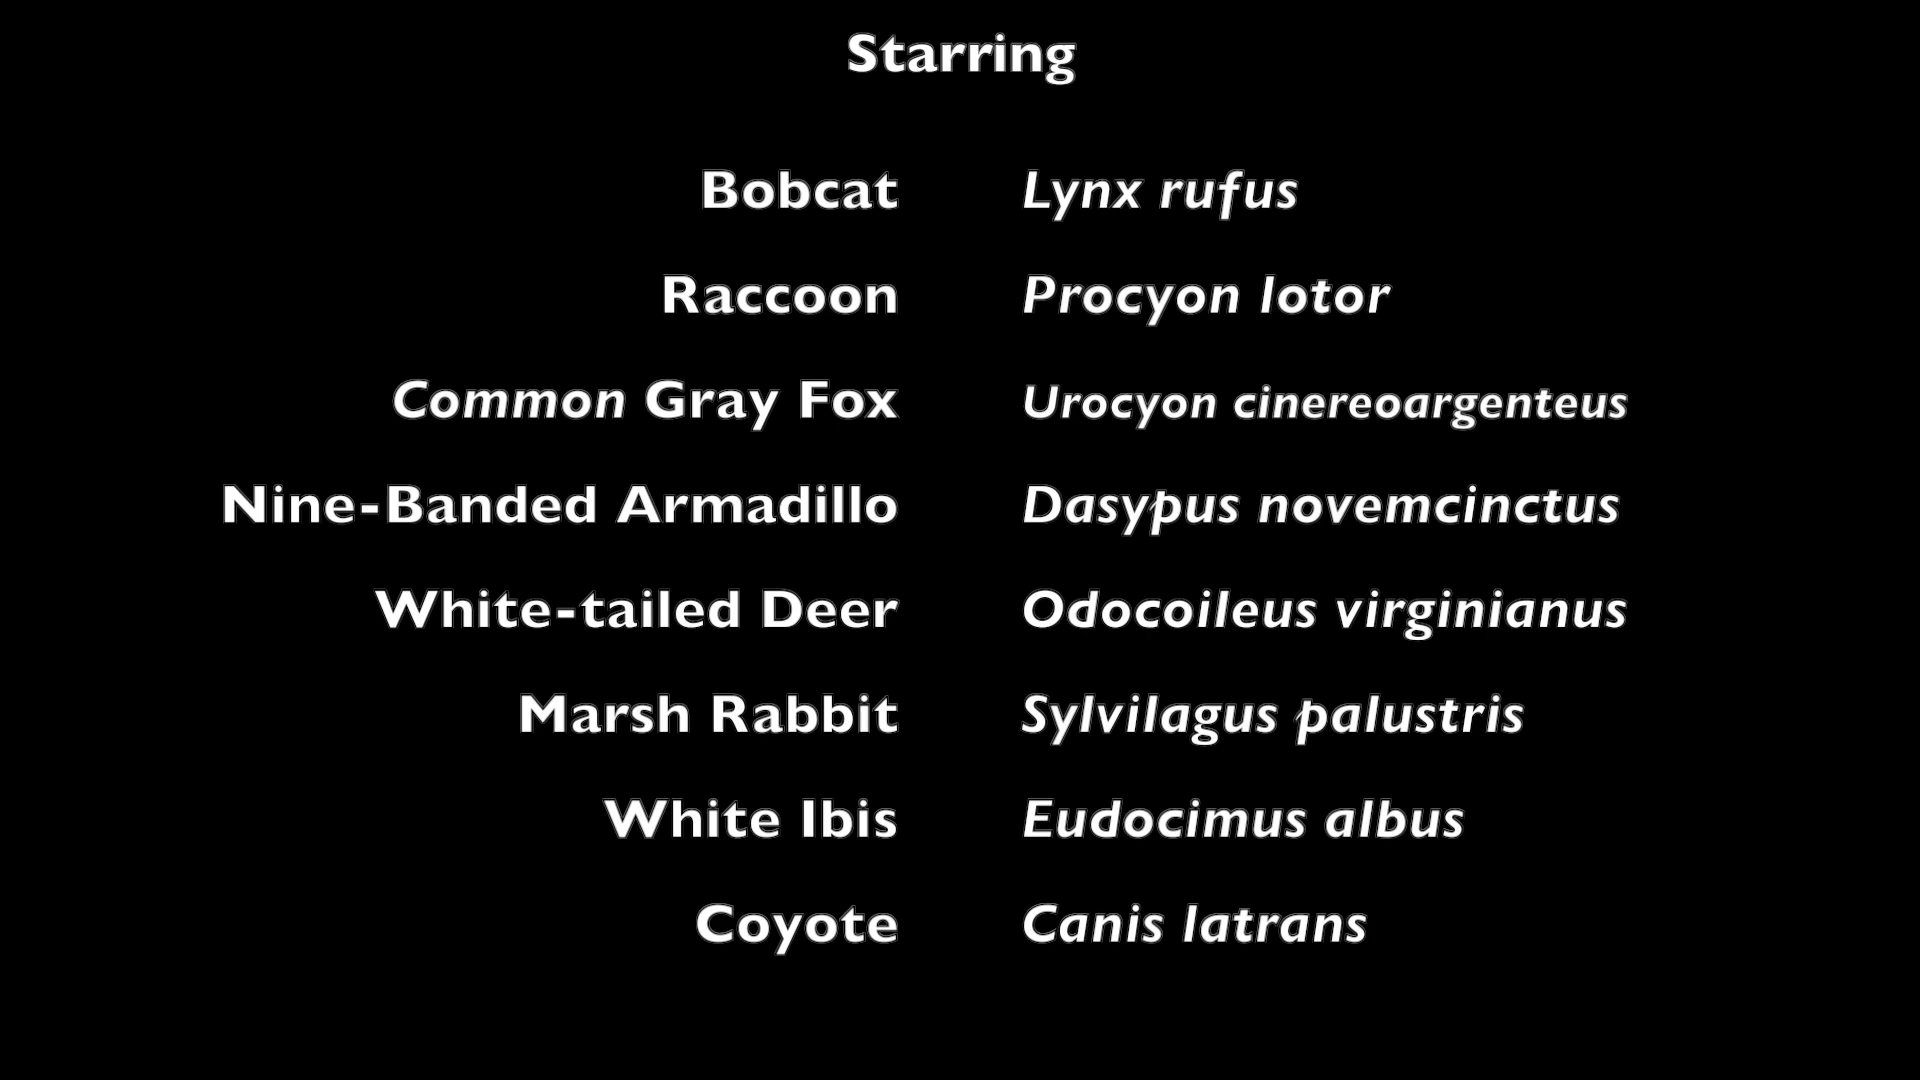 Starring
Bobcat Lynx rufus
Raccoon Procyon lotor
Common Gray Fox Urocyon cinereoargenteus
Nine-Banded Armadillo Dasypus novemcinctus
White-tailed Deer Odocoileus virginianus
Marsh Rabbit Sylvilagus palustris
White Ibis Eudocimus albus
Coyote Canis latrans